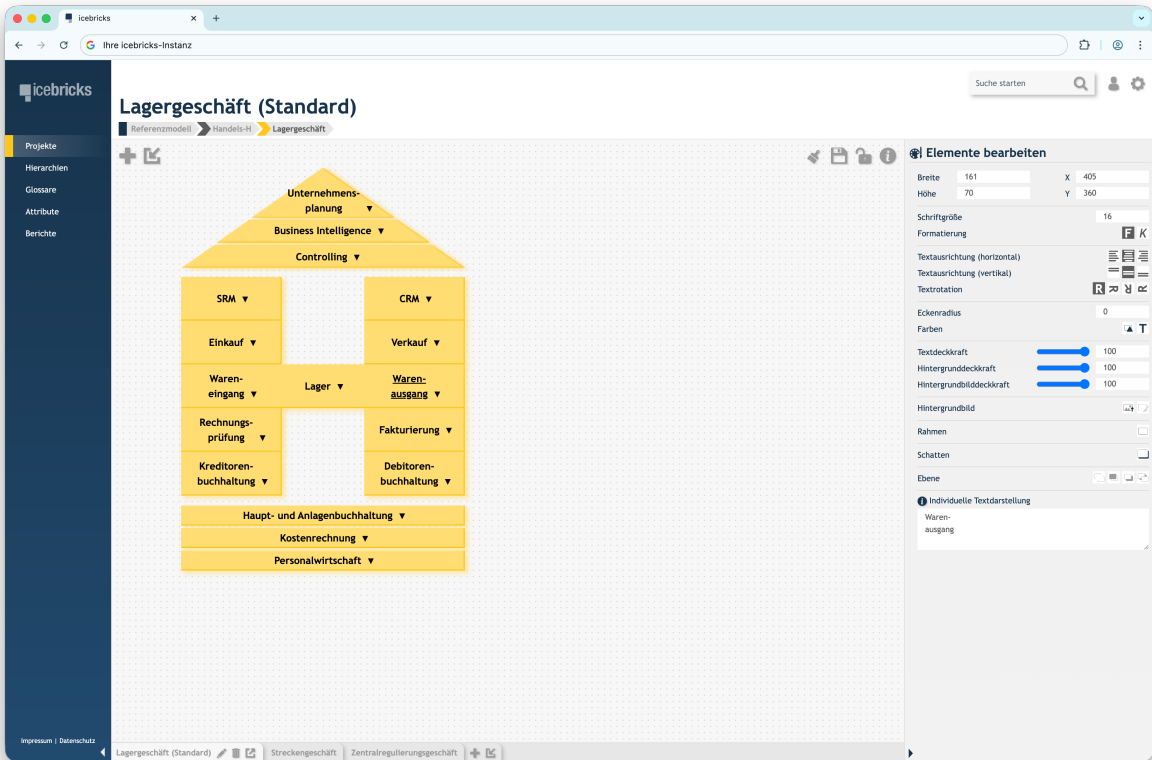 icebricks
Ihre icebricks-Instanz
icebricks
Suche starten
Lagergeschäft (Standard)
Referenzmodell
Handels-H
Lagergeschäft
Projekte
Hierarchien
Glossare
Attribute
Berichte
Unternehmens-
planung ▼
Business Intelligence ▼
Controlling ▼
SRM ▼
CRM ▼
Einkauf ▼
Verkauf ▼
Waren-
eingang ▼
Lager ▼
Waren-
ausgang ▼
Rechnungs-
prüfung ▼
Fakturierung ▼
Kreditoren-
buchhaltung ▼
Debitoren-
buchhaltung ▼
Haupt- und Anlagenbuchhaltung ▼
Kostenrechnung ▼
Personalwirtschaft ▼
Elemente bearbeiten
Breite 161 X 405
Höhe 70 Y 360
Schriftgröße 16
Formatierung F K
Textausrichtung (horizontal)
Textausrichtung (vertikal)
Textrotation R R R R
Eckenradius 0
Farben T
Textdeckkraft 100
Hintergrunddeckkraft 100
Hintergrundbilddeckkraft 100
Hintergrundbild
Rahmen
Schatten
Ebene
Individuelle Textdarstellung
Waren-
ausgang
Impressum | Datenschutz
Lagergeschäft (Standard)
Streckengeschäft
Zentralregulierungsgeschäft